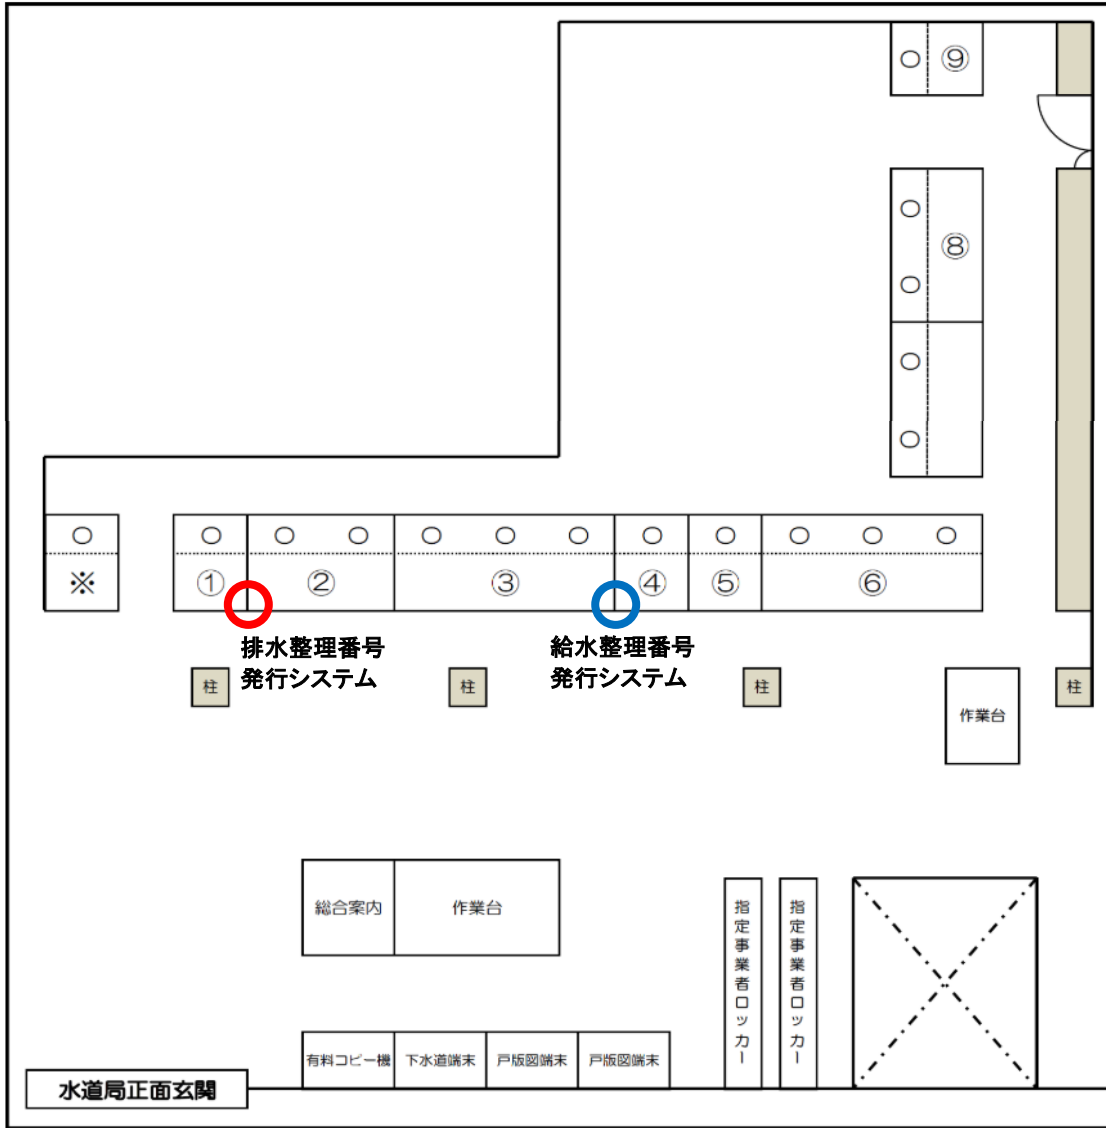 ⑨
⑧
※ ① ② ③ ④ ⑤ ⑥
排水整理番号
発行システム
給水整理番号
発行システム
柱 柱 柱 柱
作業台
総合案内 作業台
指定事業者ロッカー
指定事業者ロッカー
有料コピー機 下水道端末 戸版図端末 戸版図端末
水道局正面玄関